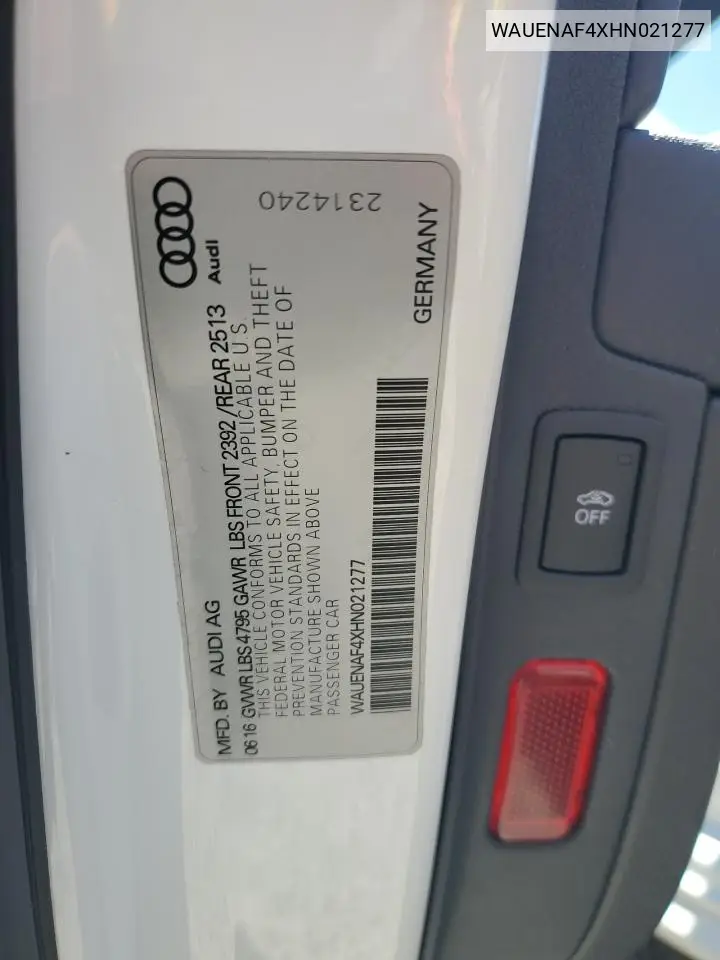 WAUENAF4XHN021277
2314240
Audi
MFD. BY AUDI AG
0616 GVWR LBS 4795 GAWR LBS FRONT 2392 /REAR 2513
THIS VEHICLE CONFORMS TO ALL APPLICABLE U.S.
FEDERAL MOTOR VEHICLE SAFETY, BUMPER AND THEFT
PREVENTION STANDARDS IN EFFECT ON THE DATE OF
MANUFACTURE SHOWN ABOVE
PASSENGER CAR
WAUENAF4XHN021277
GERMANY
OFF